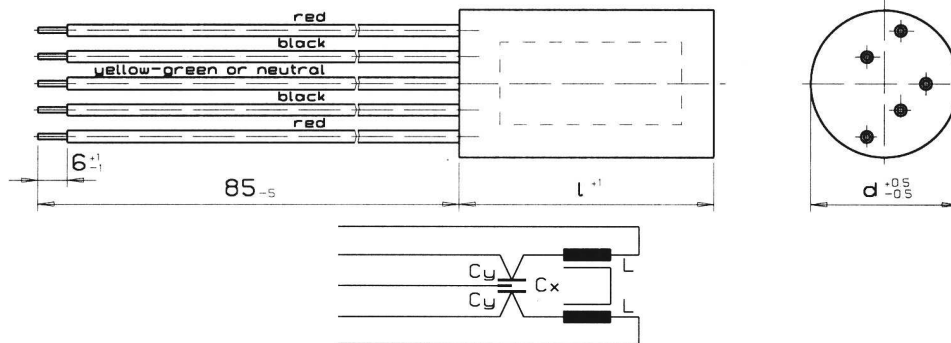 red
black
yellow-green or neutral
black
red
6 +1 -1
85 -5
l +1
d +0.5 -0.5
Cy
Cx
Cy
L
L